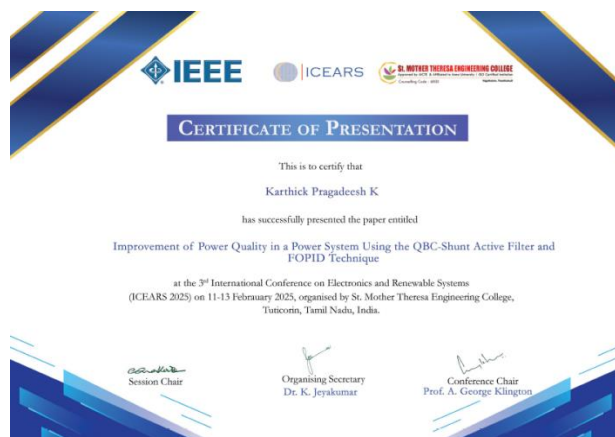 IEEE
ICEARS
St. MOTHER THERESA ENGINEERING COLLEGE
CERTIFICATE OF PRESENTATION
This is to certify that
Karthick Pragadeesh K
has successfully presented the paper entitled
Improvement of Power Quality in a Power System Using the QBC-Shunt Active Filter and
FOPID Technique
at the 3rd International Conference on Electronics and Renewable Systems
(ICEARS 2025) on 11-13 February 2025, organised by St. Mother Theresa Engineering College,
Tuticorin, Tamil Nadu, India.
Session Chair
Organising Secretary
Dr. K. Jeyakumar
Conference Chair
Prof. A. George Klington